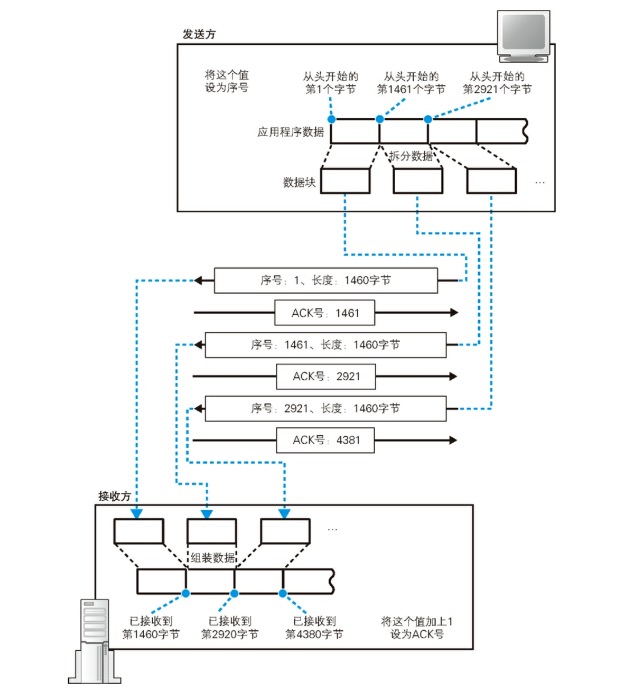 发送方
将这个值
设为序号
从头开始的
第1个字节
从头开始的
第1461个字节
从头开始的
第2921个字节
应用程序数据
拆分数据
数据块
…
序号：1、长度：1460字节
ACK号：1461
序号：1461、长度：1460字节
ACK号：2921
序号：2921、长度：1460字节
ACK号：4381
接收方
…
组装数据
已接收到
第1460字节
已接收到
第2920字节
已接收到
第4380字节
将这个值加上1
设为ACK号